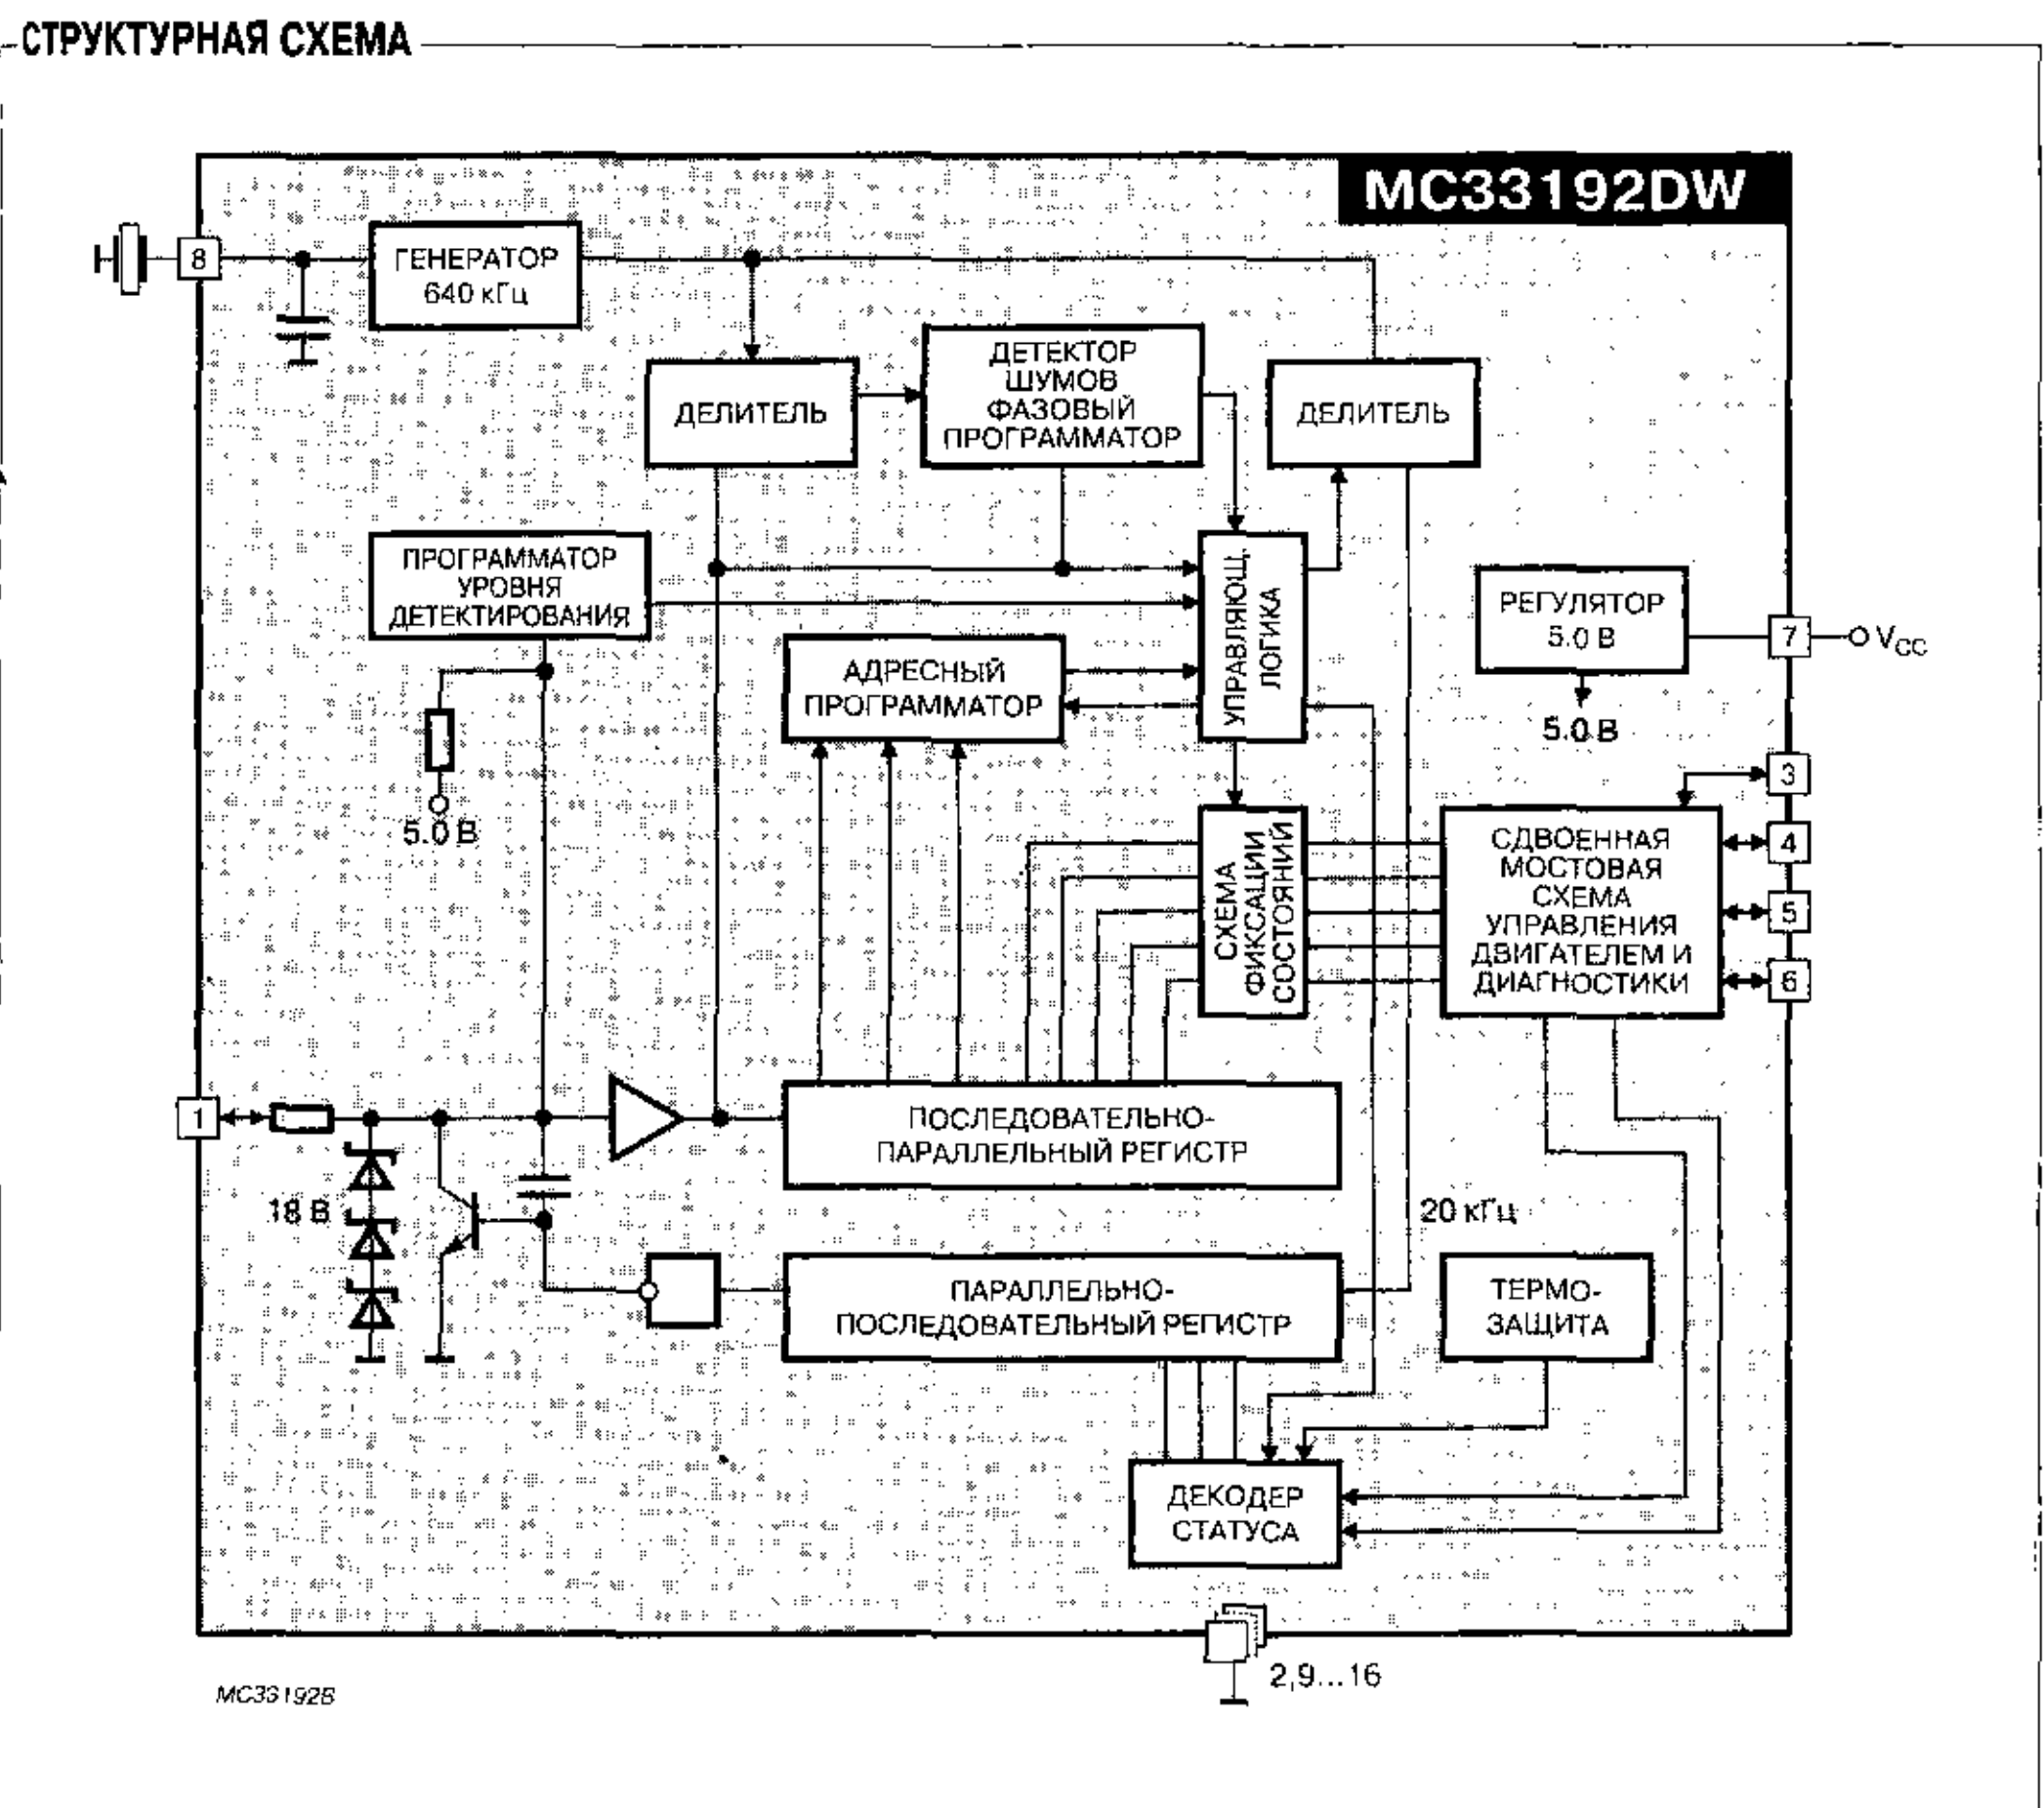 СТРУКТУРНАЯ СХЕМА
MC33192DW
8
ГЕНЕРАТОР
640 кГц
ДЕЛИТЕЛЬ
ДЕТЕКТОР
ШУМОВ
ФАЗОВЫЙ
ПРОГРАММАТОР
ДЕЛИТЕЛЬ
ПРОГРАММАТОР
УРОВНЯ
ДЕТЕКТИРОВАНИЯ
УПРАВЛЯЮЩ.
ЛОГИКА
РЕГУЛЯТОР
5.0 В
7
VCC
5.0 В
АДРЕСНЫЙ
ПРОГРАММАТОР
5.0 В
3
4
5
6
СХЕМА
ФИКСАЦИИ
СОСТОЯНИЙ
СДВОЕННАЯ
МОСТОВАЯ
СХЕМА
УПРАВЛЕНИЯ
ДВИГАТЕЛЕМ И
ДИАГНОСТИКИ
1
18 В
ПОСЛЕДОВАТЕЛЬНО-
ПАРАЛЛЕЛЬНЫЙ РЕГИСТР
20 кГц
ПАРАЛЛЕЛЬНО-
ПОСЛЕДОВАТЕЛЬНЫЙ РЕГИСТР
ТЕРМО-
ЗАЩИТА
ДЕКОДЕР
СТАТУСА
2,9...16